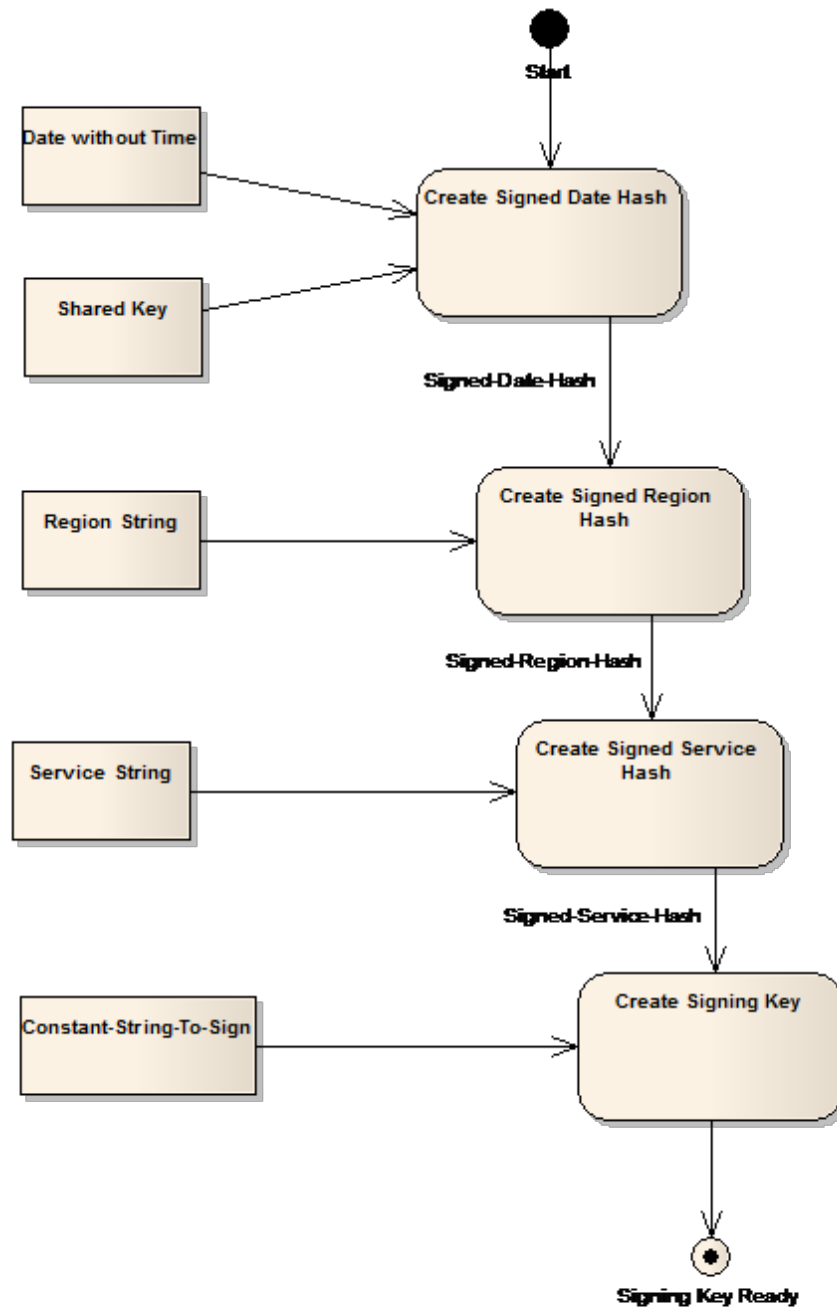 Start
Date without Time
Create Signed Date Hash
Shared Key
Signed-Date-Hash
Region String
Create Signed Region
Hash
Signed-Region-Hash
Service String
Create Signed Service
Hash
Signed-Service-Hash
Constant-String-To-Sign
Create Signing Key
Signing Key Ready